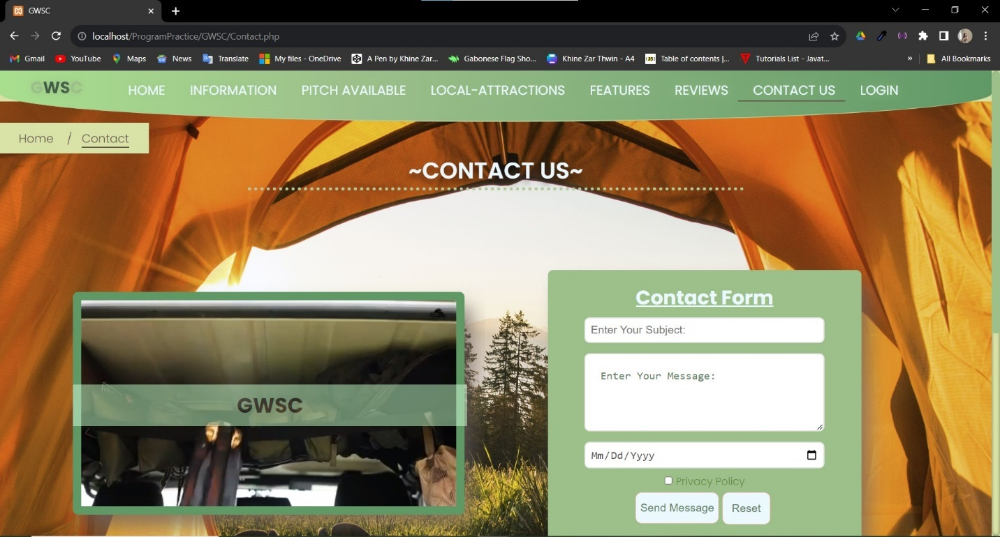 GWSC
localhost/ProgramPractice/GWSC/Contact.php
Gmail YouTube Maps News Translate My files - OneDrive A Pen by Khine Zar... Gabonese Flag Sho... Khine Zar Thwin - A4 Table of contents |... Tutorials List - Javat... » All Bookmarks
GWSC HOME INFORMATION PITCH AVAILABLE LOCAL-ATTRACTIONS FEATURES REVIEWS CONTACT US LOGIN
Home / Contact
~CONTACT US~
GWSC
Contact Form
Enter Your Subject:
Enter Your Message:
Mm/Dd/Yyyy
Privacy Policy
Send Message Reset